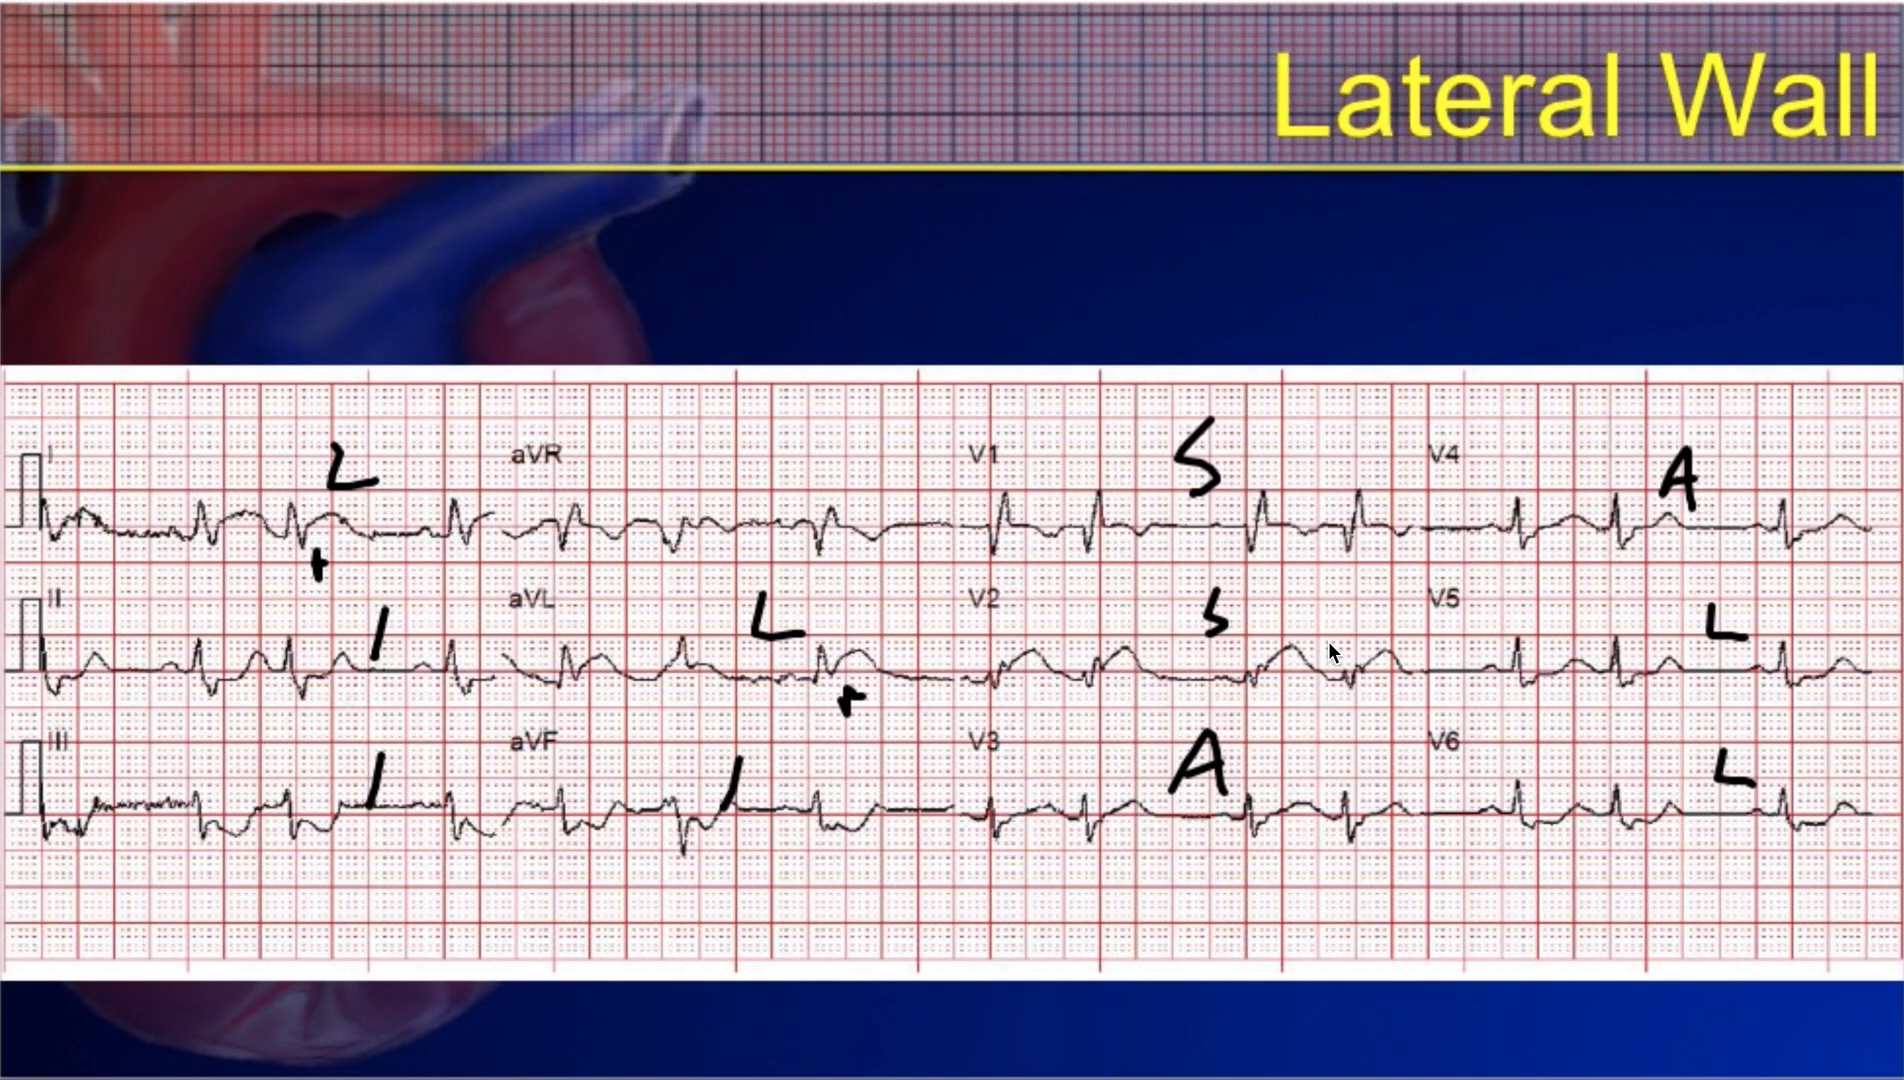 Lateral Wall
I L aVR V1 S V4 A
II I aVL L V2 S V5 L
III I aVF I V3 A V6 L